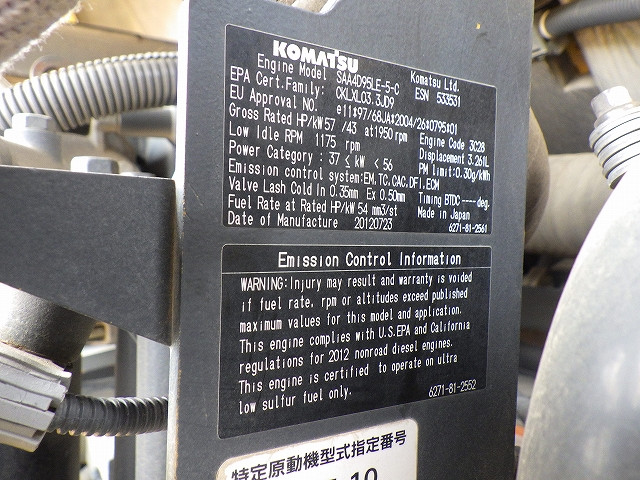 KOMATSU
Komatsu Ltd.
Engine Model SAA4D95LE-5-C ESN 533531
EPA Cert.Family: CKLXL03.3JD9
EU Approval NO. e11*97/68JA*2004/26*0795*01
Gross Rated HP/kW 57 /43 at 1950 rpm Engine Code 3C28
Low Idle RPM 1175 rpm Displacement 3.261L
Power Category : 37 ≤ kW < 56 PM limit:0.30g/kWh
Emission control system:EM,TC,CAC,DFI,ECM
Valve Lash Cold In 0.35mm Ex 0.50mm Timing BTDC ---- deg.
Fuel Rate at Rated HP/kW 54 mm3/st Made in Japan
Date of Manufacture 20120723 6271-81-2561
Emission Control Information
WARNING: Injury may result and warranty is voided
if fuel rate, rpm or altitudes exceed published
maximum values for this model and application.
This engine complies with U.S.EPA and California
regulations for 2012 nonroad diesel engines.
This engine is certified to operate on ultra
low sulfur fuel only. 6271-81-2552
特定原動機型式指定番号